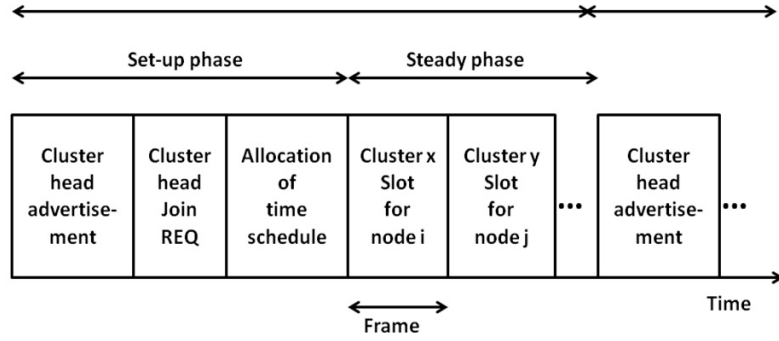 Set-up phase
Steady phase
Cluster
head
advertise-
ment
Cluster
head
Join
REQ
Allocation
of
time
schedule
Cluster x
Slot
for
node i
Cluster y
Slot
for
node j
...
Cluster
head
advertise-
ment
...
Frame
Time